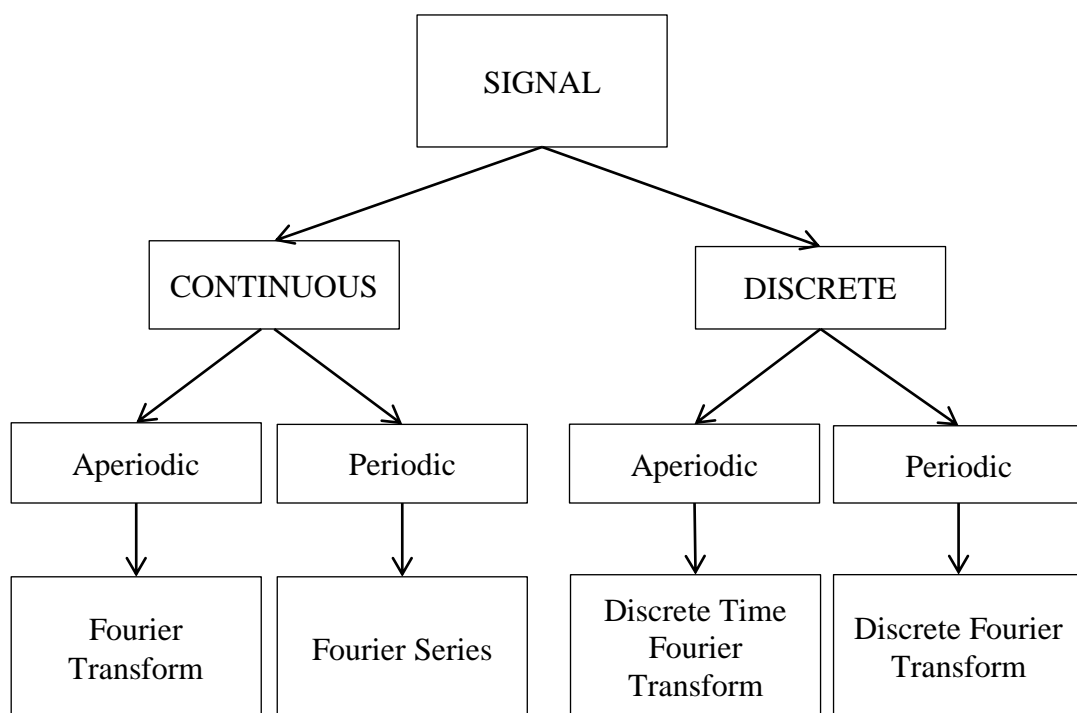 SIGNAL
CONTINUOUS
DISCRETE
Aperiodic
Periodic
Aperiodic
Periodic
Fourier
Transform
Fourier Series
Discrete Time
Fourier
Transform
Discrete Fourier
Transform